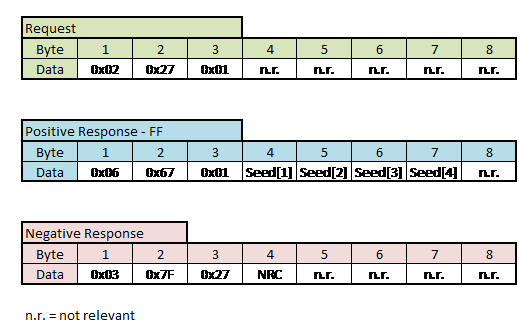 Request
Byte 1 2 3 4 5 6 7 8
Data 0x02 0x27 0x01 n.r. n.r. n.r. n.r. n.r.
Positive Response - FF
Byte 1 2 3 4 5 6 7 8
Data 0x06 0x67 0x01 Seed[1] Seed[2] Seed[3] Seed[4] n.r.
Negative Response
Byte 1 2 3 4 5 6 7 8
Data 0x03 0x7F 0x27 NRC n.r. n.r. n.r. n.r.
n.r. = not relevant